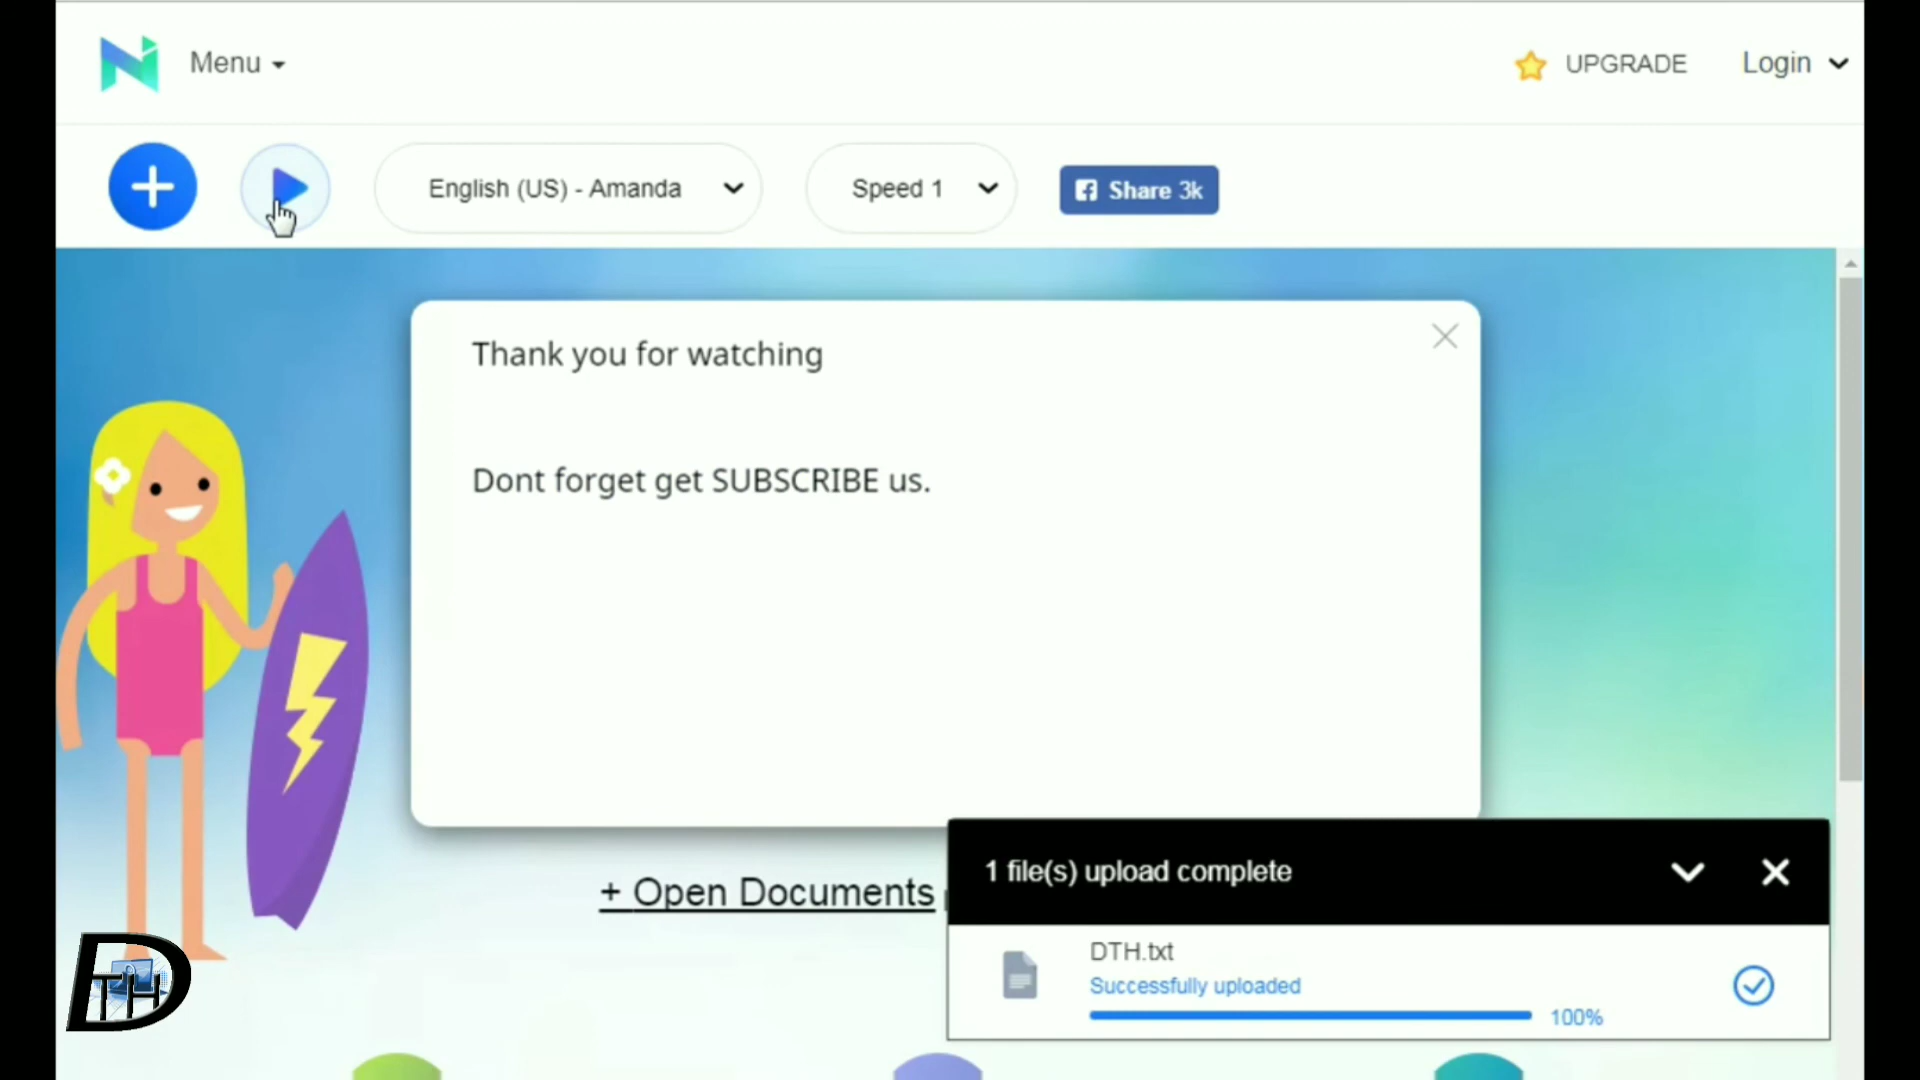 Menu
UPGRADE
Login
English (US) - Amanda
Speed 1
Share 3k
Thank you for watching
Dont forget get SUBSCRIBE us.
+ Open Documents
1 file(s) upload complete
DTH.txt
Successfully uploaded
100%
DTH